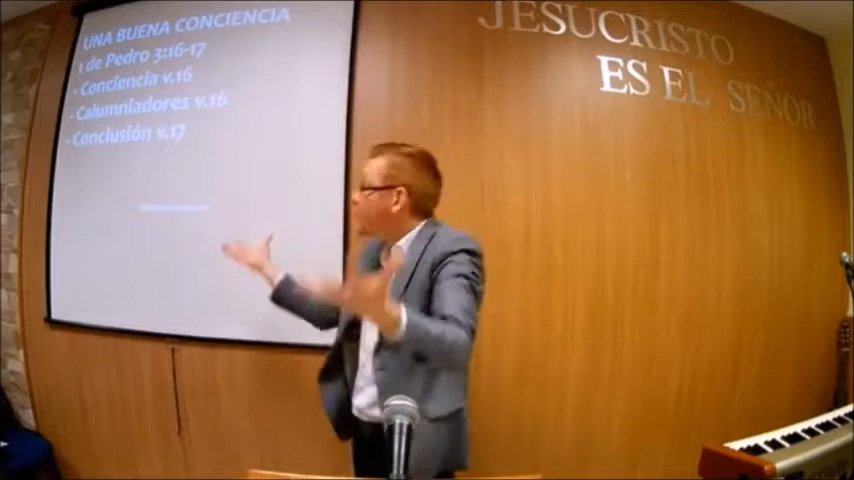 UNA BUENA CONCIENCIA
1 de Pedro 3:16-17
• Conciencia v.16
• Calumniadores vv.16
• Conclusión v.17
JESUCRISTO
ES EL SEÑOR